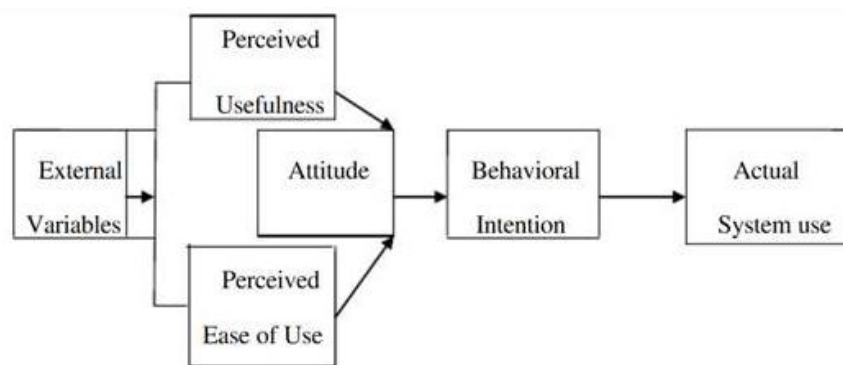 Perceived
Usefulness
External
Variables
Attitude
Behavioral
Intention
Actual
System use
Perceived
Ease of Use